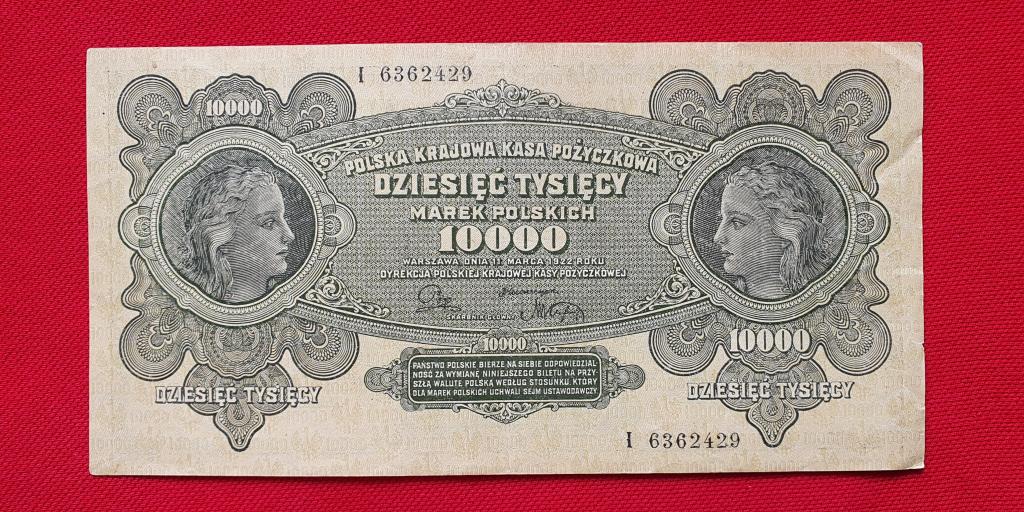 I 6362429
10000
POLSKA KRAJOWA KASA POŻYCZKOWA
DZIESIĘĆ TYSIĘCY
MAREK POLSKICH
10000
WARSZAWA DNIA 11. MARCA 1922 ROKU
DYREKCJA POLSKIEJ KRAJOWEJ KASY POŻYCZKOWEJ
SKARBNIK GŁÓWNY
10000
10000
PAŃSTWO POLSKIE BIERZE NA SIEBIE ODPOWIEDZIAL
NOŚĆ ZA WYMIANĘ NINIEJSZEGO BILETU NA PRZY-
SZŁĄ WALUTĘ POLSKĄ WEDŁUG STOSUNKU, KTÓRY
DLA MAREK POLSKICH UCHWALI SEJM USTAWODAWCZY.
DZIESIĘĆ TYSIĘCY
DZIESIĘĆ TYSIĘCY
I 6362429